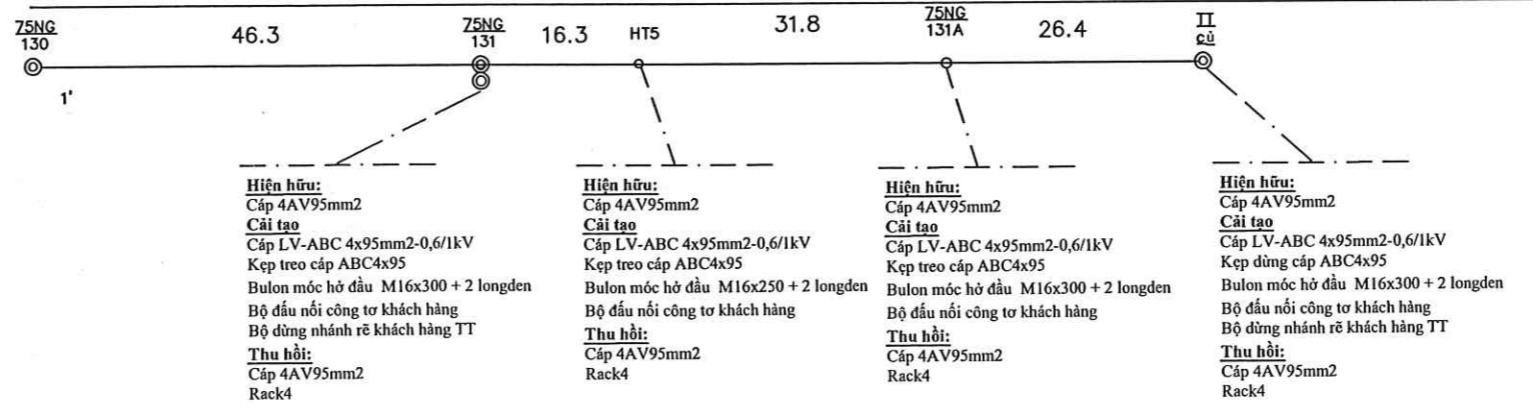 75NG
130
46.3
75NG
131
16.3
HT5
31.8
75NG
131A
26.4
II
củ
1'
Hiện hữu:
Cáp 4AV95mm2
Cải tạo
Cáp LV-ABC 4x95mm2-0,6/1kV
Kẹp treo cáp ABC4x95
Bulon móc hở đầu M16x300 + 2 longden
Bộ đấu nối công tơ khách hàng
Bộ dừng nhánh rẽ khách hàng TT
Thu hồi:
Cáp 4AV95mm2
Rack4
Hiện hữu:
Cáp 4AV95mm2
Cải tạo
Cáp LV-ABC 4x95mm2-0,6/1kV
Kẹp treo cáp ABC4x95
Bulon móc hở đầu M16x250 + 2 longden
Bộ đấu nối công tơ khách hàng
Thu hồi:
Cáp 4AV95mm2
Rack4
Hiện hữu:
Cáp 4AV95mm2
Cải tạo
Cáp LV-ABC 4x95mm2-0,6/1kV
Kẹp treo cáp ABC4x95
Bulon móc hở đầu M16x300 + 2 longden
Bộ đấu nối công tơ khách hàng
Thu hồi:
Cáp 4AV95mm2
Rack4
Hiện hữu:
Cáp 4AV95mm2
Cải tạo
Cáp LV-ABC 4x95mm2-0,6/1kV
Kẹp dừng cáp ABC4x95
Bulon móc hở đầu M16x300 + 2 longden
Bộ đấu nối công tơ khách hàng
Bộ dừng nhánh rẽ khách hàng TT
Thu hồi:
Cáp 4AV95mm2
Rack4